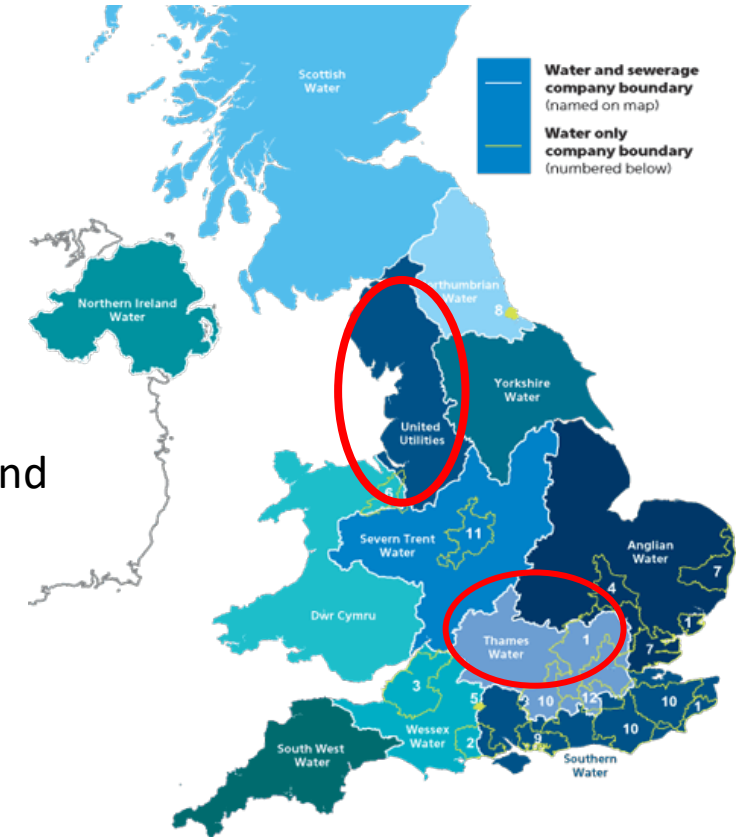 Scottish
Water
Water and sewerage
company boundary
(named on map)
Water only
company boundary
(numbered below)
Northern Ireland
Water
rthumbrian
Water
8
Yorkshire
Water
United
Utilities
nd
6
Severn Trent
Water
11
Anglian
Water
7
4
Dŵr Cymru
Thames
Water
1
1
7
3
5
3
10
12
10
1
10
Wessex
Water
2
9
South West
Water
Southern
Water